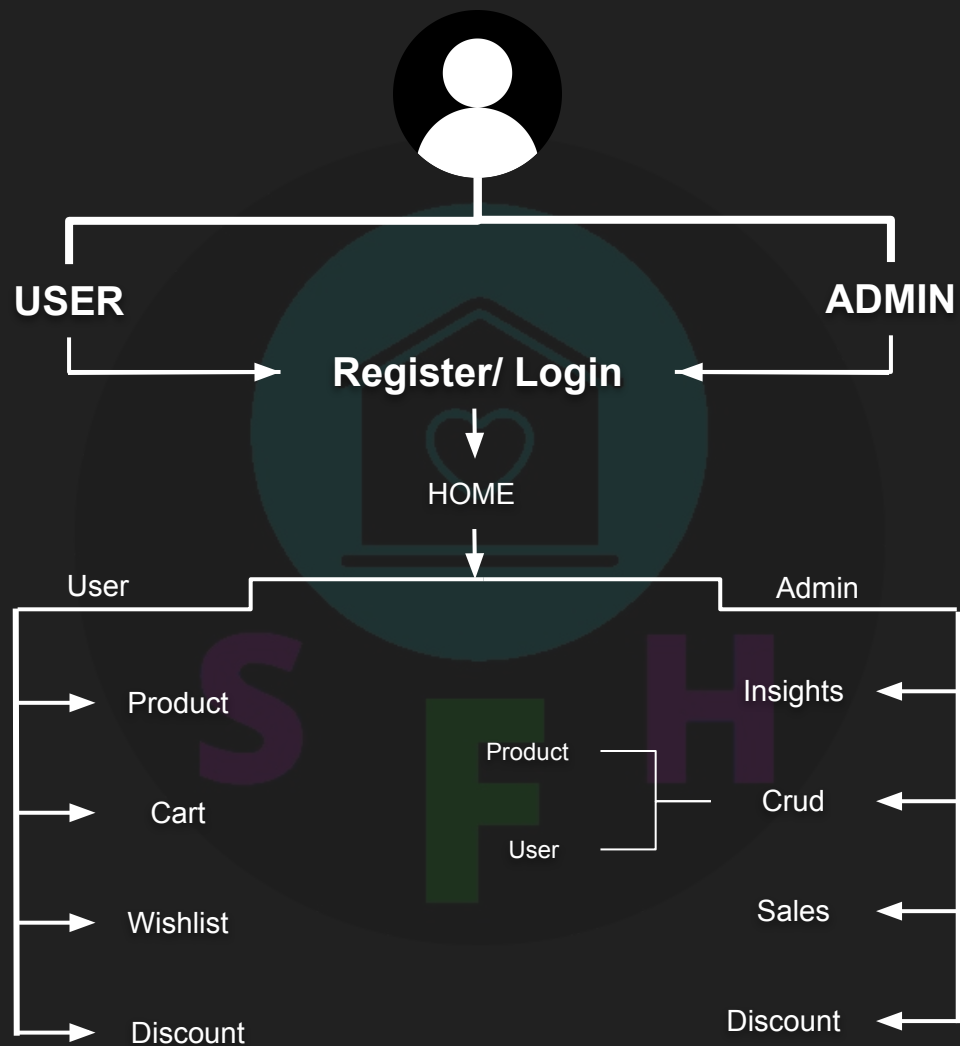 USER
ADMIN
Register/ Login
HOME
User
Admin
Product
Cart
Wishlist
Discount
Insights
Crud
Product
User
Sales
Discount
S
F
H